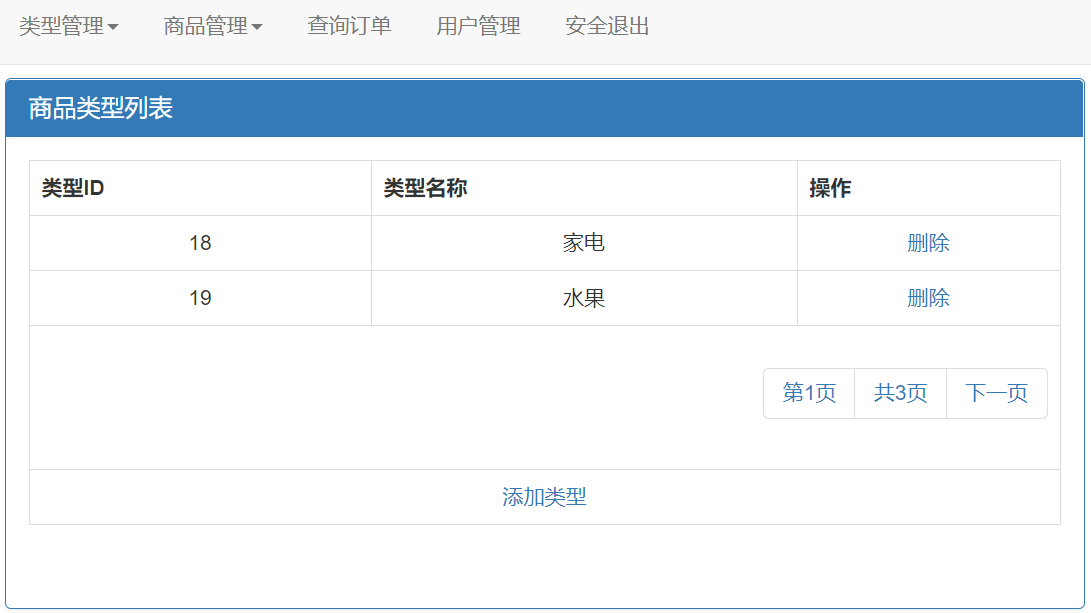 类型管理 商品管理 查询订单 用户管理 安全退出
商品类型列表
类型ID 类型名称 操作
18 家电 删除
19 水果 删除
第1页 共3页 下一页
添加类型